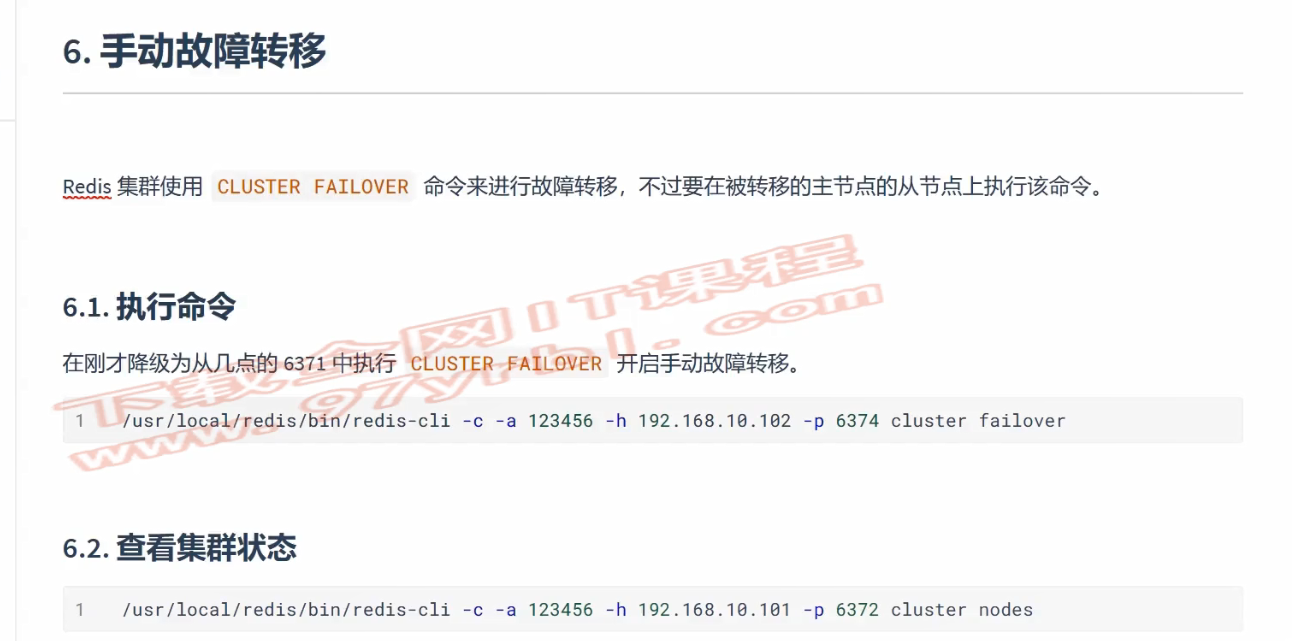 6. 手动故障转移
Redis 集群使用 CLUSTER FAILOVER 命令来进行故障转移，不过要在被转移的主节点的从节点上执行该命令。
6.1. 执行命令
在刚才降级为从几点的 6371 中执行 CLUSTER FAILOVER 开启手动故障转移。
1 /usr/local/redis/bin/redis-cli -c -a 123456 -h 192.168.10.102 -p 6374 cluster failover
下载全网IT课程
www.97yrbl.com
6.2. 查看集群状态
1 /usr/local/redis/bin/redis-cli -c -a 123456 -h 192.168.10.101 -p 6372 cluster nodes